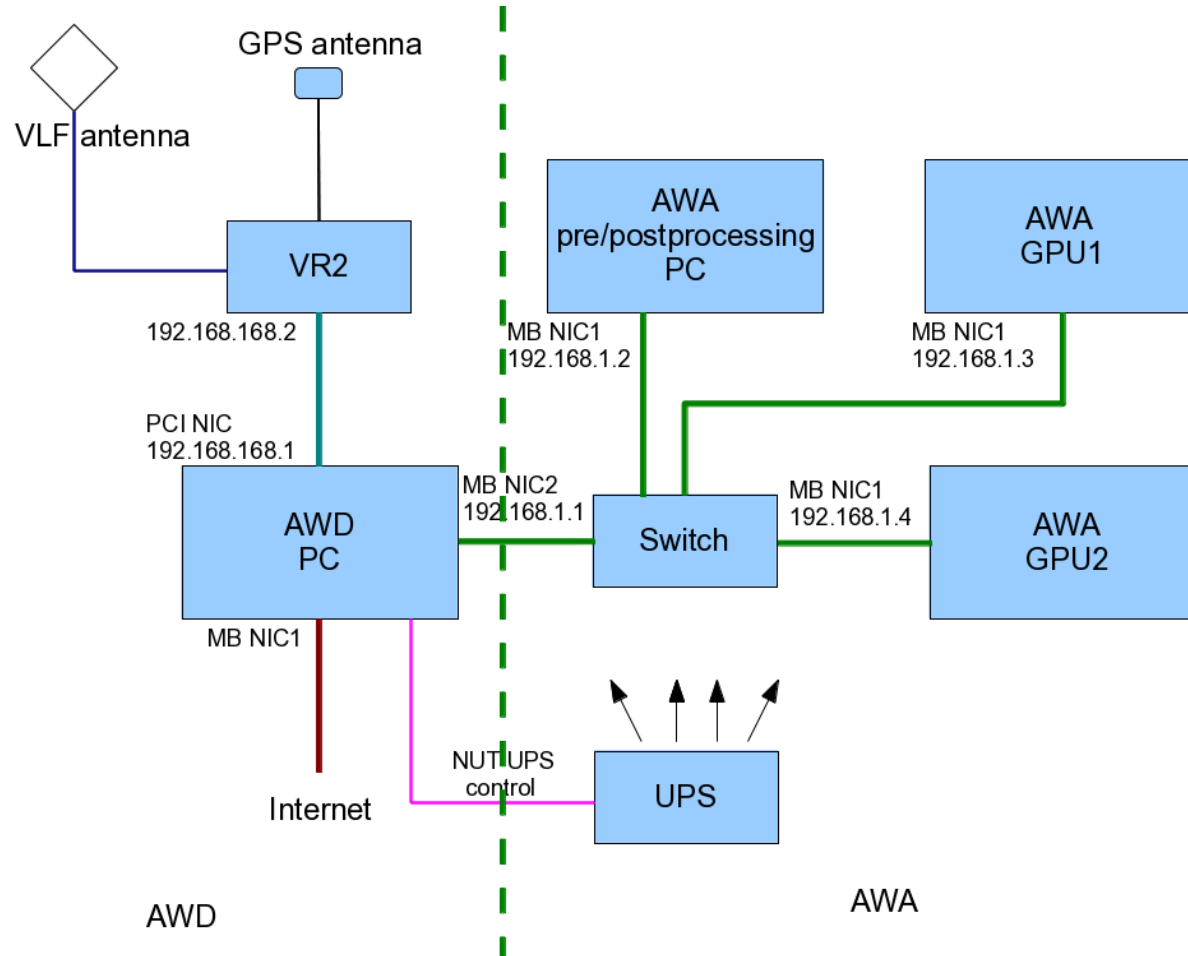 GPS antenna
VLF antenna
VR2
192.168.168.2
PCI NIC
192.168.168.1
AWD
PC
MB NIC1
Internet
MB NIC2
192.168.1.1
NUT UPS
control
AWD
AWA
pre/postprocessing
PC
MB NIC1
192.168.1.2
AWA
GPU1
MB NIC1
192.168.1.3
Switch
MB NIC1
192.168.1.4
AWA
GPU2
UPS
AWA